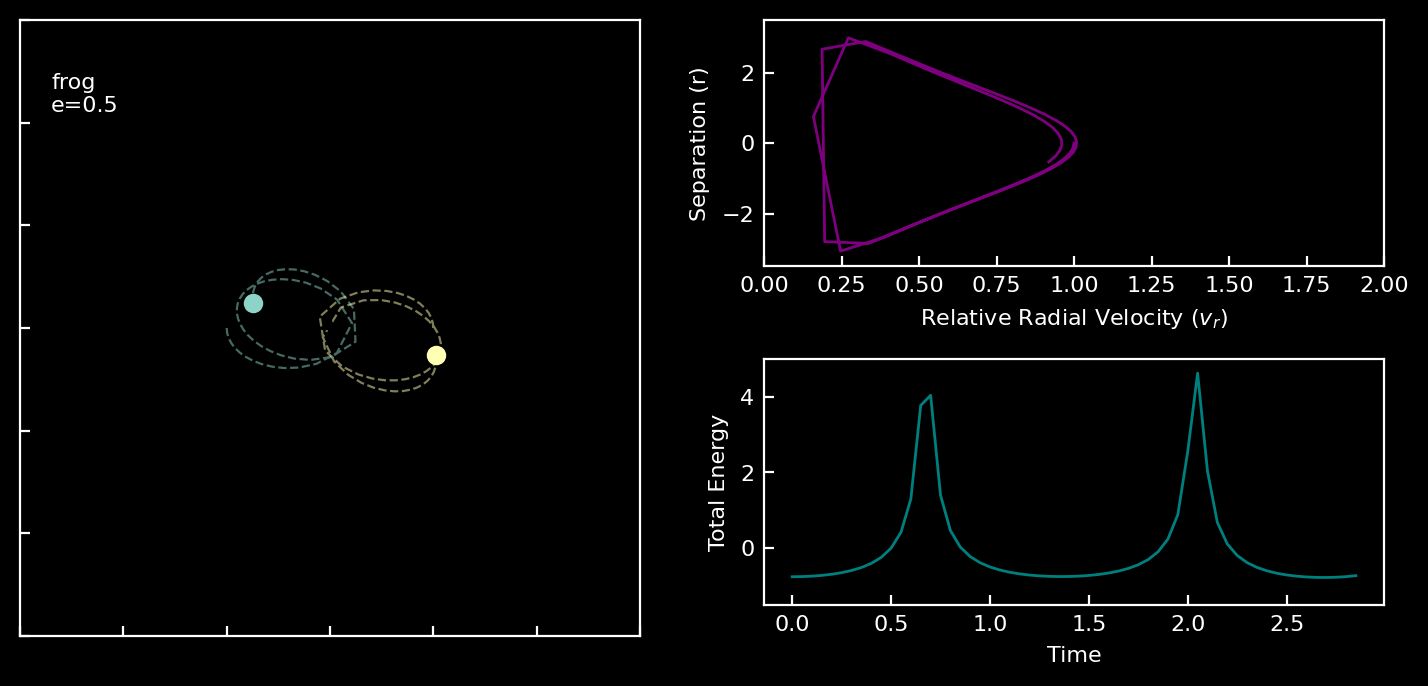 frog
e=0.5
Separation (r)
2
0
−2
0.00 0.25 0.50 0.75 1.00 1.25 1.50 1.75 2.00
Relative Radial Velocity (vᵣ)
Total Energy
4
2
0
0.0 0.5 1.0 1.5 2.0 2.5
Time